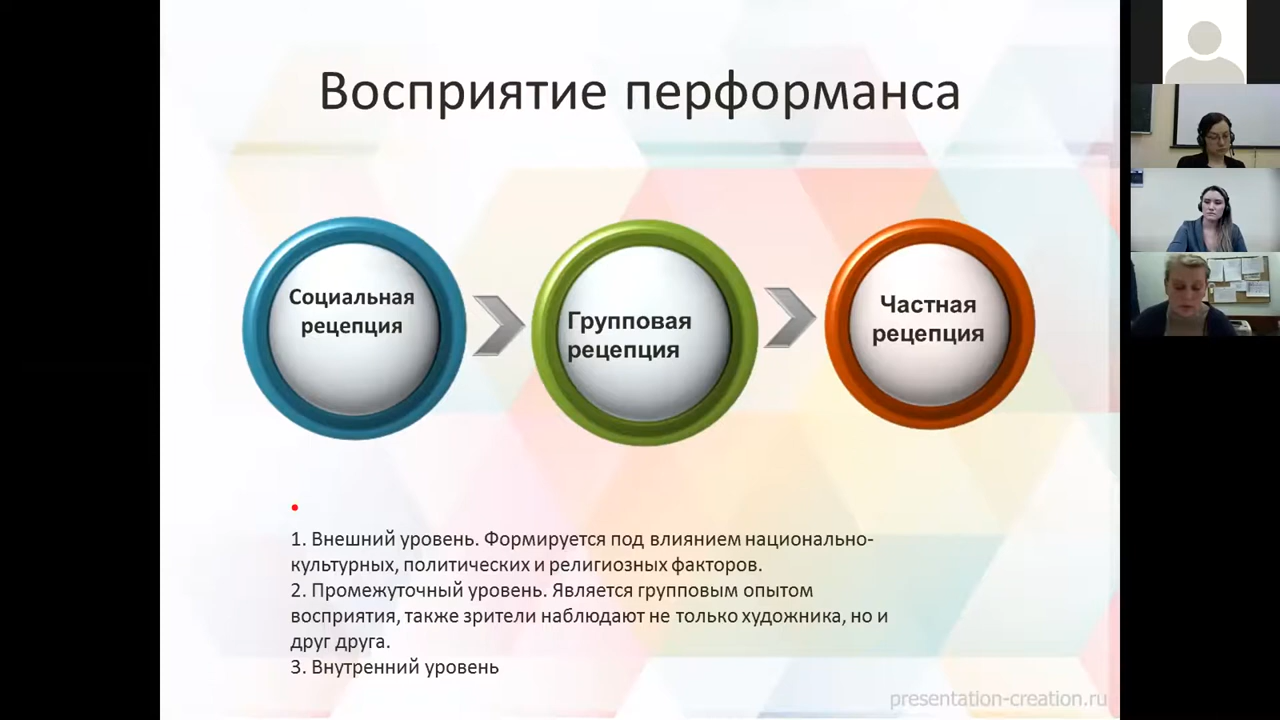 Восприятие перформанса
Социальная
рецепция
Групповая
рецепция
Частная
рецепция
1. Внешний уровень. Формируется под влиянием национально-
культурных, политических и религиозных факторов.
2. Промежуточный уровень. Является групповым опытом
восприятия, также зрители наблюдают не только художника, но и
друг друга.
3. Внутренний уровень
presentation-creation.ru